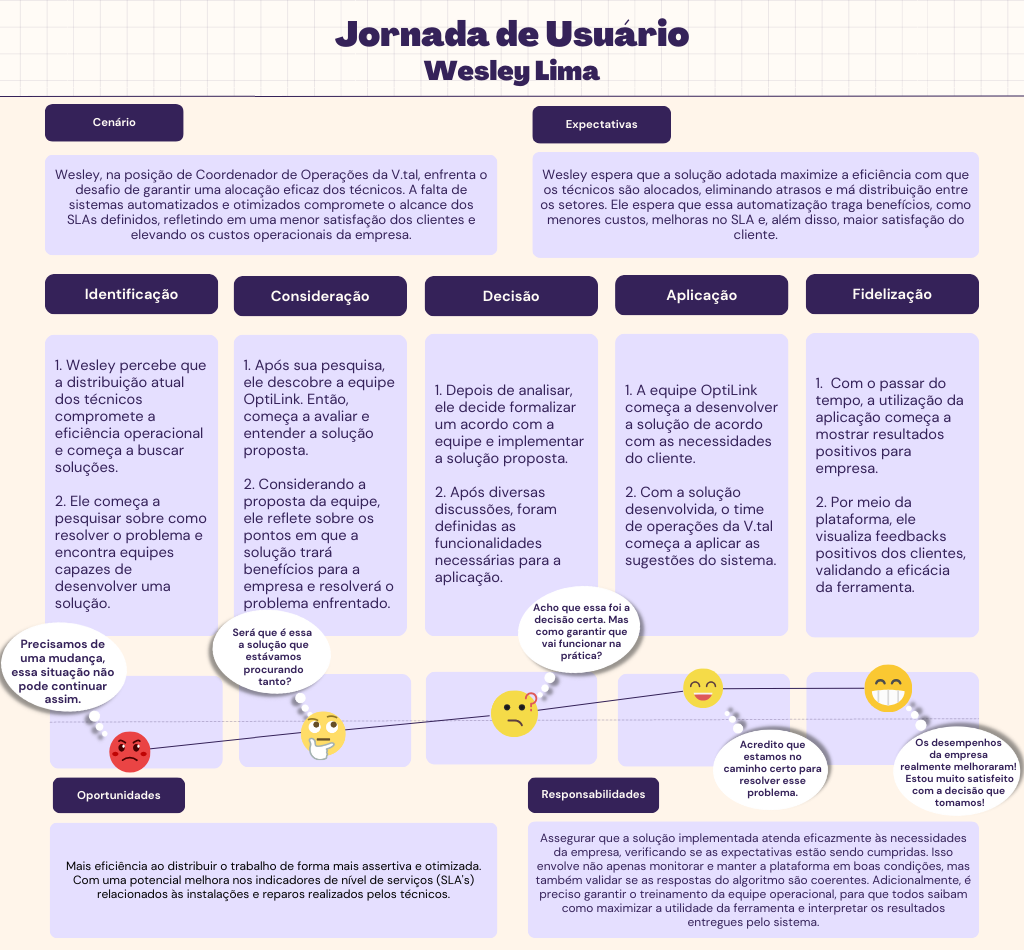 Jornada de Usuário
Wesley Lima
Cenário
Wesley, na posição de Coordenador de Operações da V.tal, enfrenta o
desafio de garantir uma alocação eficaz dos técnicos. A falta de
sistemas automatizados e otimizados compromete o alcance dos
SLAs definidos, refletindo em uma menor satisfação dos clientes e
elevando os custos operacionais da empresa.
Expectativas
Wesley espera que a solução adotada maximize a eficiência com que
os técnicos são alocados, eliminando atrasos e má distribuição entre
os setores. Ele espera que essa automatização traga benefícios, como
menores custos, melhoras no SLA e, além disso, maior satisfação do
cliente.
Identificação
1. Wesley percebe que
a distribuição atual
dos técnicos
compromete a
eficiência operacional
e começa a buscar
soluções.
2. Ele começa a
pesquisar sobre como
resolver o problema e
encontra equipes
capazes de
desenvolver uma
solução.
Consideração
1. Após sua pesquisa,
ele descobre a equipe
OptiLink. Então,
começa a avaliar e
entender a solução
proposta.
2. Considerando a
proposta da equipe,
ele reflete sobre os
pontos em que a
solução trará
benefícios para a
empresa e resolverá o
problema enfrentado.
Decisão
1. Depois de analisar,
ele decide formalizar
um acordo com a
equipe e implementar
a solução proposta.
2. Após diversas
discussões, foram
definidas as
funcionalidades
necessárias para a
aplicação.
Aplicação
1. A equipe OptiLink
começa a desenvolver
a solução de acordo
com as necesidades
do cliente.
2. Com a solução
desenvolvida, o time
de operações da V.tal
começa a aplicar as
sugestões do sistema.
Fidelização
1. Com o passar do
tempo, a utilização da
aplicação começa a
mostrar resultados
positivos para
empresa.
2. Por meio da
plataforma, ele
visualiza feedbacks
positivos dos clientes,
validando a eficácia
da ferramenta.
Precisamos de
uma mudança,
essa situação não
pode continuar
assim.
Será que é essa
a solução que
estávamos
procurando
tanto?
Acho que essa foi a
decisão certa. Mas
como garantir que
vai funcionar na
prática?
Acredito que
estamos no
caminho certo para
resolver esse
problema.
Os desempenhos
da empresa
realmente melhoraram!
Estou muito satisfeito
com a decisão que
tomamos!
Oportunidades
Mais eficiência ao distribuir o trabalho de forma mais assertiva e otimizada.
Com uma potencial melhora nos indicadores de nível de serviços (SLA's)
relacionados às instalações e reparos realizados pelos técnicos.
Responsabilidades
Assegurar que a solução implementada atenda eficazmente às necessidades
da empresa, verificando se as expectativas estão sendo cumpridas. Isso
envolve não apenas monitorar e manter a plataforma em boas condições, mas
também validar se as respostas do algoritmo são coerentes. Adicionalmente, é
preciso garantir o treinamento da equipe operacional, para que todos saibam
como maximizar a utilidade da ferramenta e interpretar os resultados
entregues pelo sistema.